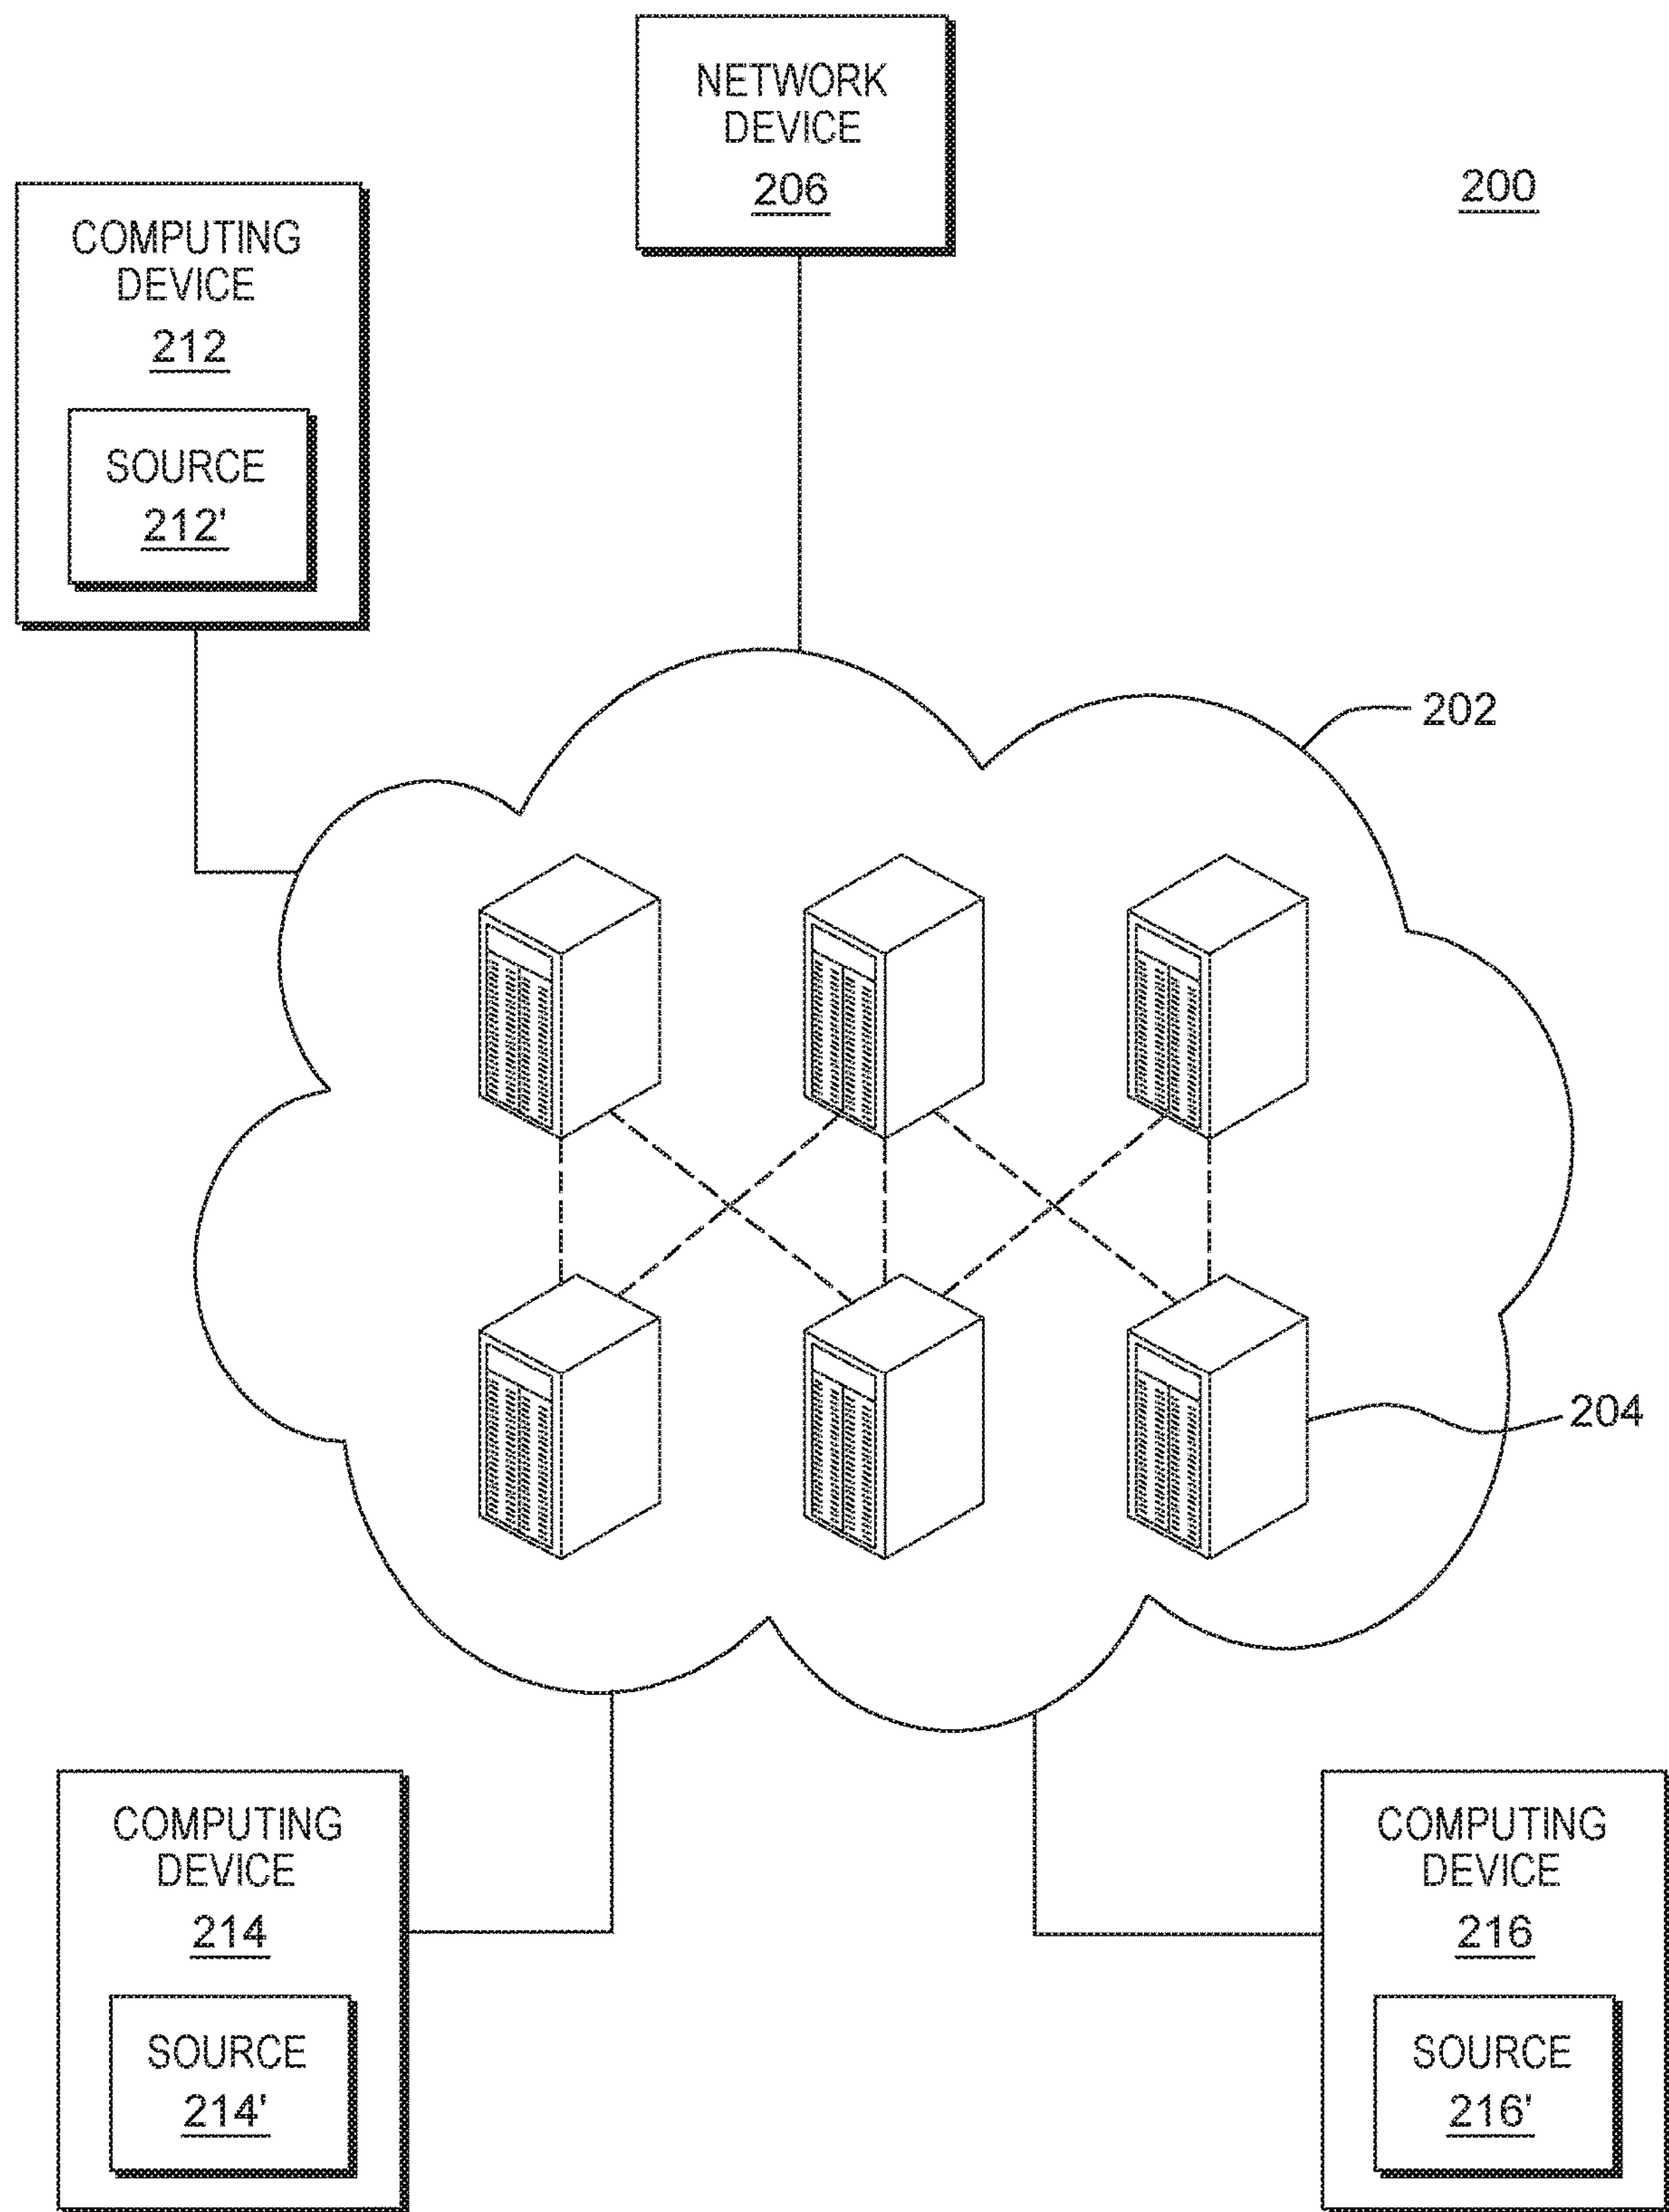 NETWORK
DEVICE
206
200
COMPUTING
DEVICE
212
SOURCE
212'
202
204
COMPUTING
DEVICE
214
SOURCE
214'
COMPUTING
DEVICE
216
SOURCE
216'